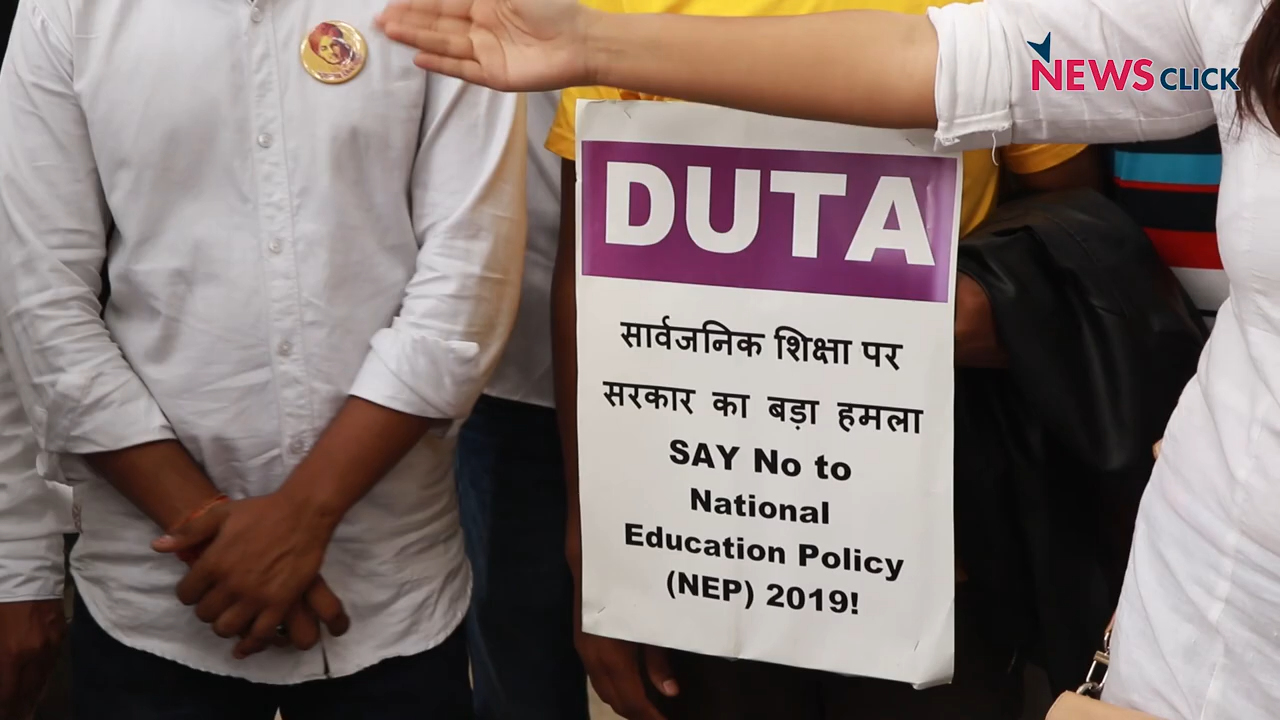 NEWSCLICK
DUTA
सार्वजनिक शिक्षा पर
सरकार का बड़ा हमला
SAY No to
National
Education Policy
(NEP) 2019!